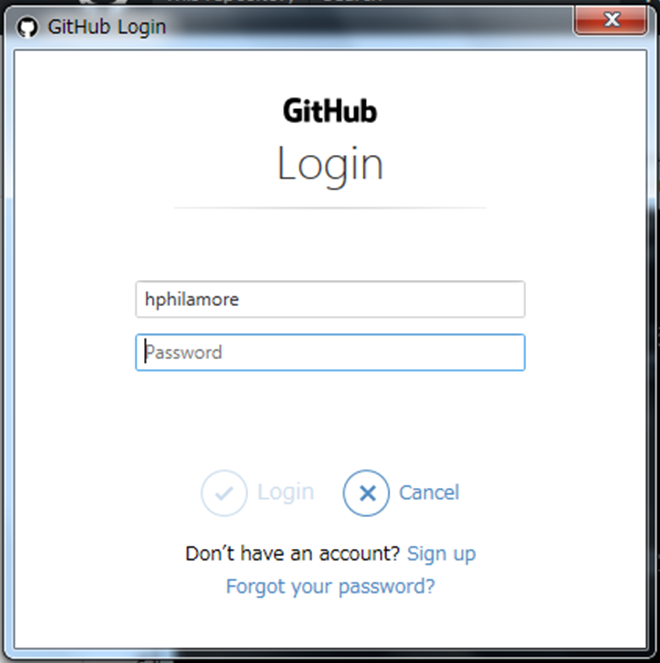 GitHub Login
GitHub
Login
hphilamore
Password
Login
Cancel
Don't have an account? Sign up
Forgot your password?